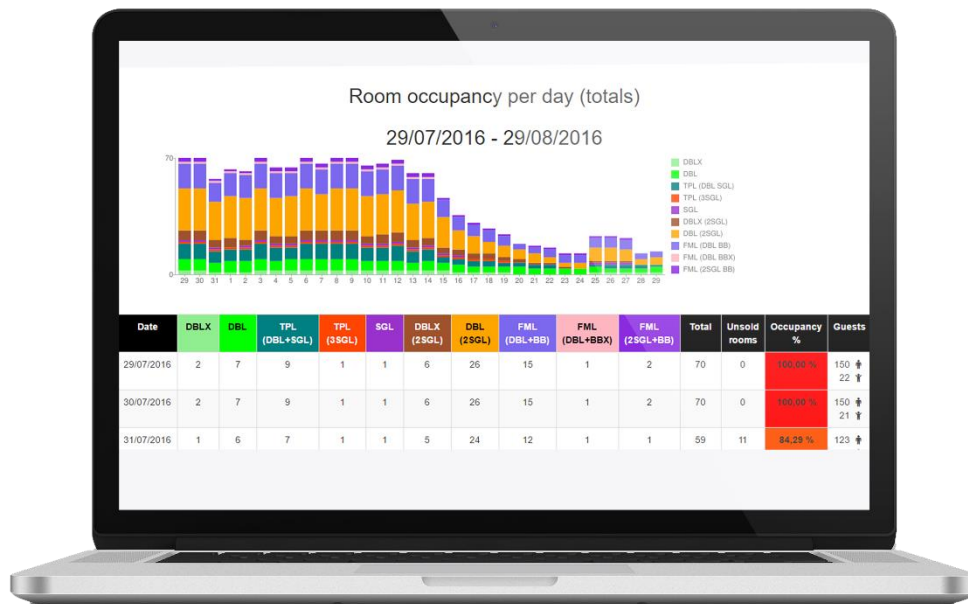 Room occupancy per day (totals)
29/07/2016 - 29/08/2016
70
0
29 30 31 1 2 3 4 5 6 7 8 9 10 11 12 13 14 15 16 17 18 19 20 21 22 23 24 25 26 27 28 29
DBLX
DBL
TPL (DBL SGL)
TPL (3SGL)
SGL
DBLX (2SGL)
DBL (2SGL)
FML (DBL BB)
FML (DBL BBX)
FML (2SGL BB)
Date DBLX DBL TPL (DBL+SGL) TPL (3SGL) SGL DBLX (2SGL) DBL (2SGL) FML (DBL+BB) FML (DBL+BBX) FML (2SGL+BB) Total Unsold rooms Occupancy % Guests
29/07/2016 2 7 9 1 1 6 26 15 1 2 70 0 100,00 % 150
22
30/07/2016 2 7 9 1 1 6 26 15 1 2 70 0 100,00 % 150
21
31/07/2016 1 6 7 1 1 5 24 12 1 1 59 11 84,29 % 123